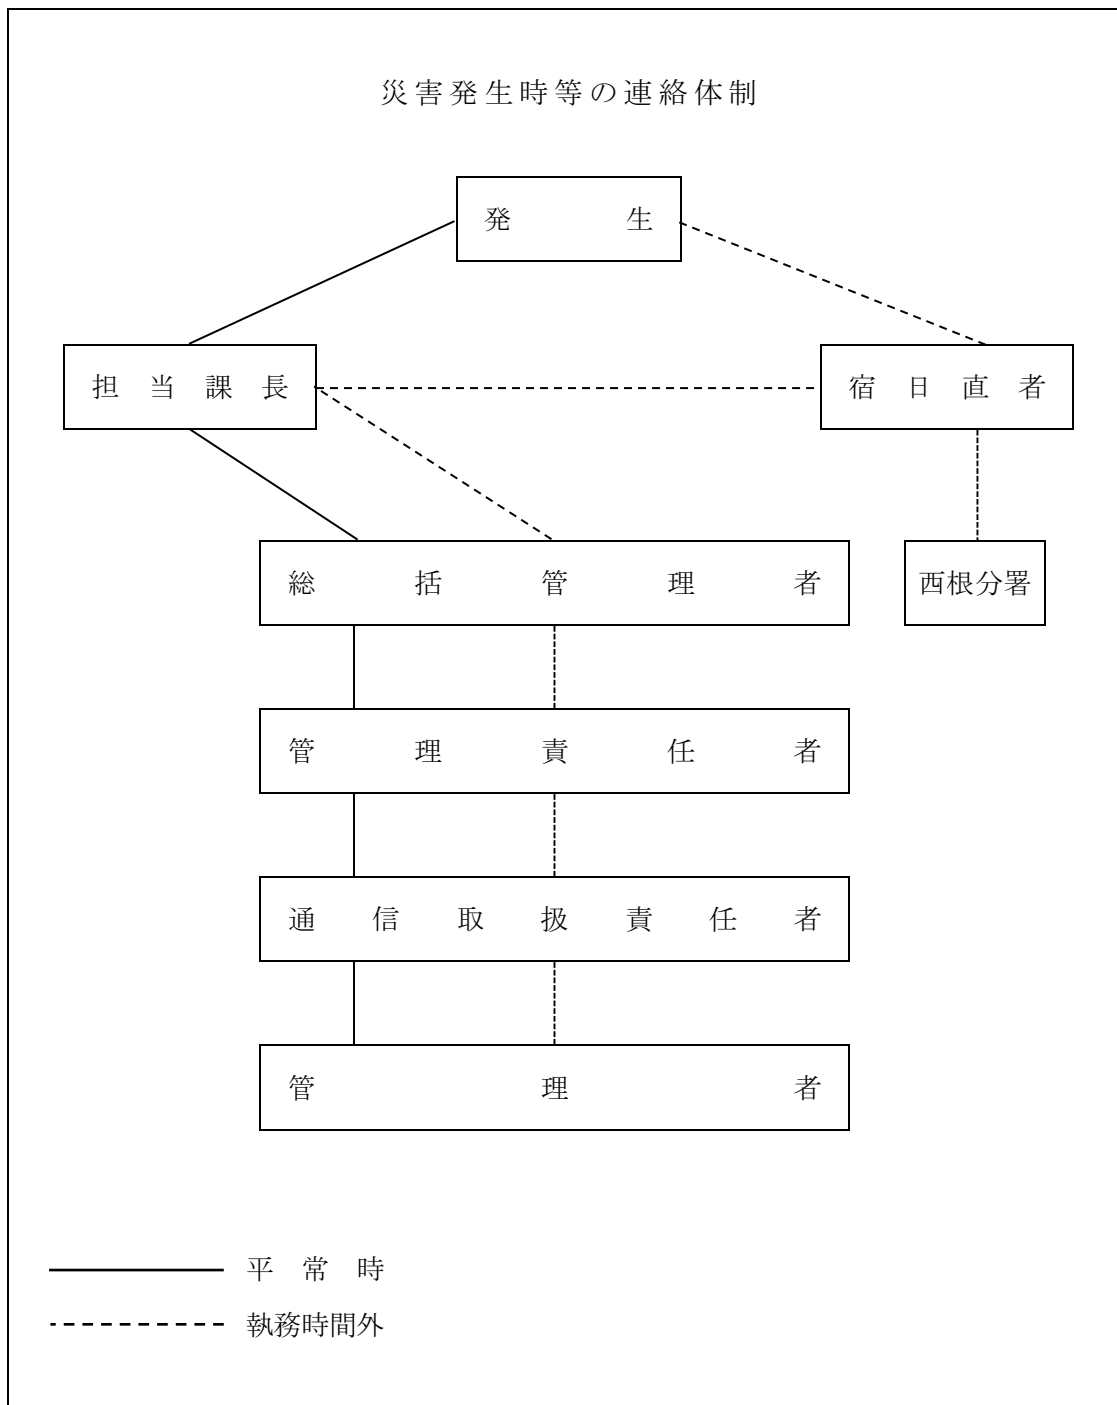 災害発生時等の連絡体制
発生
担当課長
宿日直者
総括管理者
西根分署
管理責任者
通信取扱責任者
管理者
平常時
執務時間外